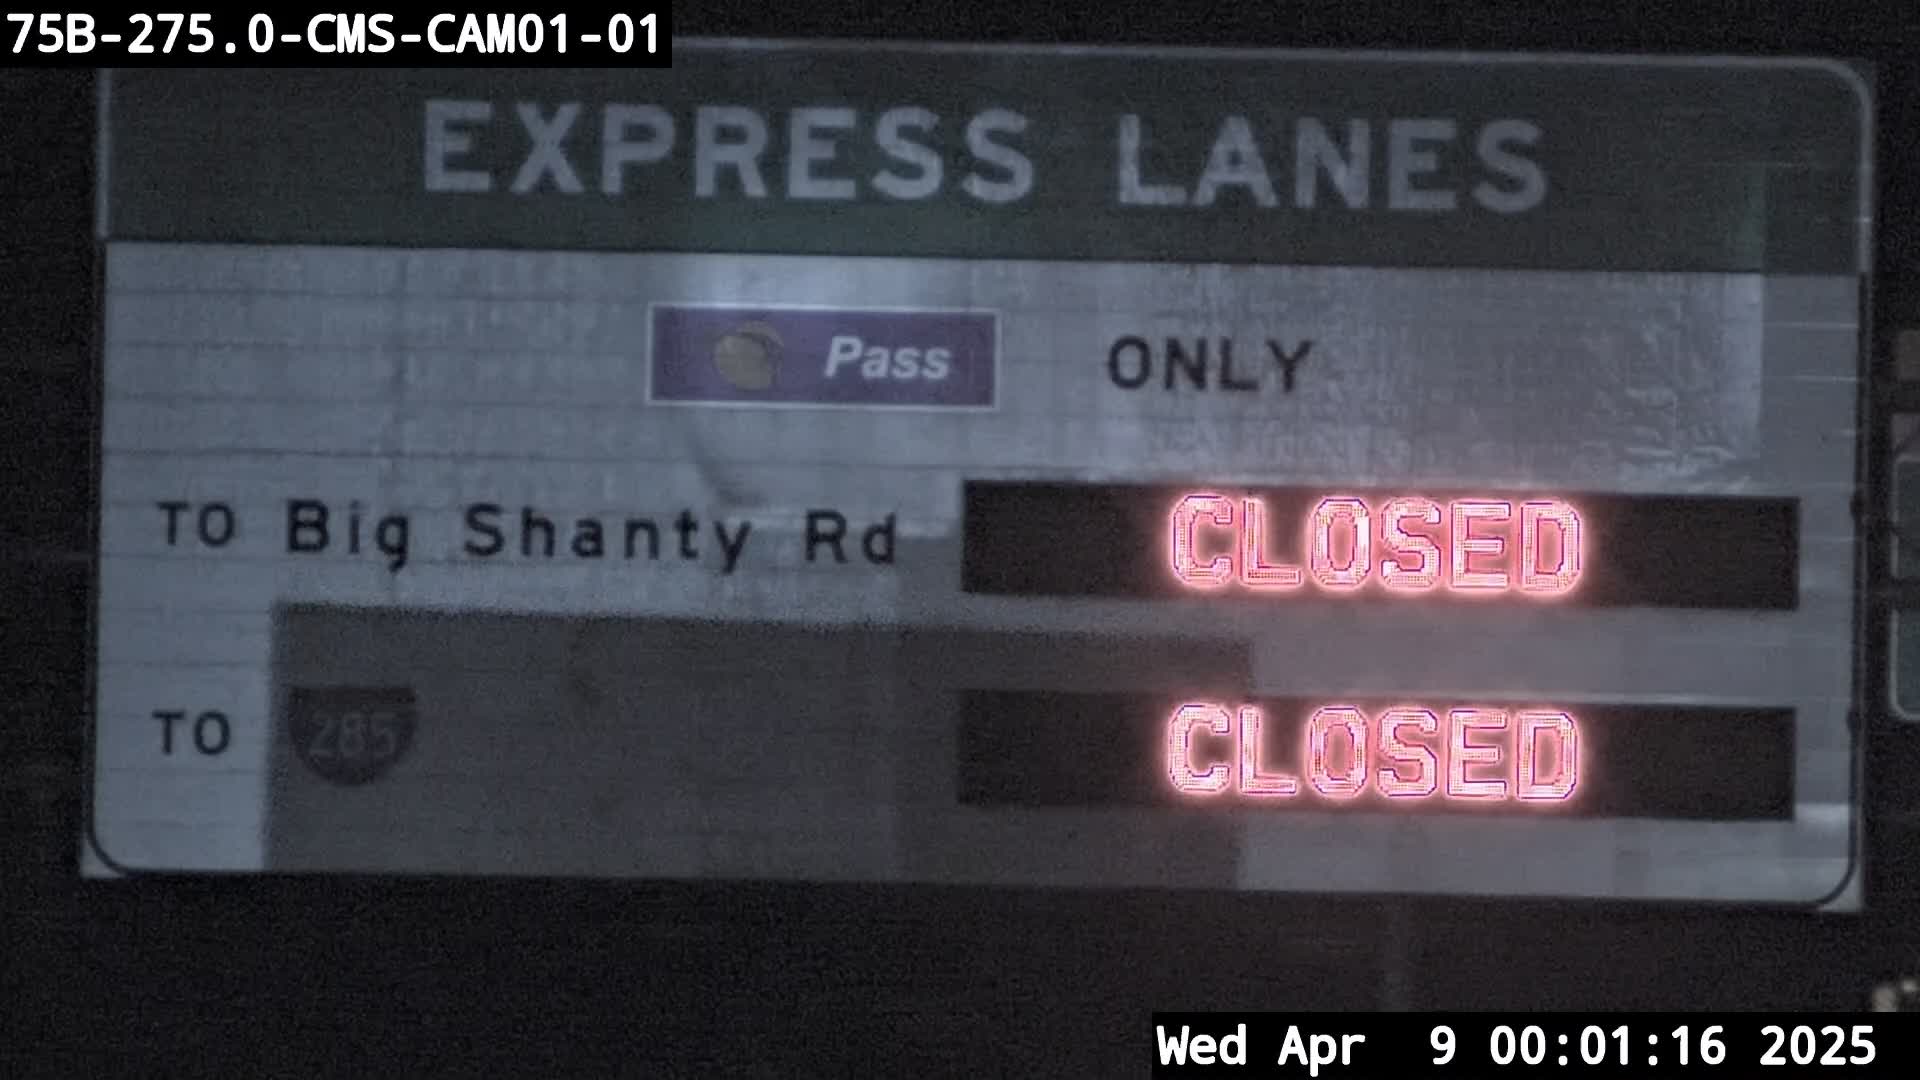 75B-275.0-CMS-CAM01-01
EXPRESS LANES
Pass ONLY
TO Big Shanty Rd CLOSED
TO 285 CLOSED
Wed Apr 9 00:01:16 2025